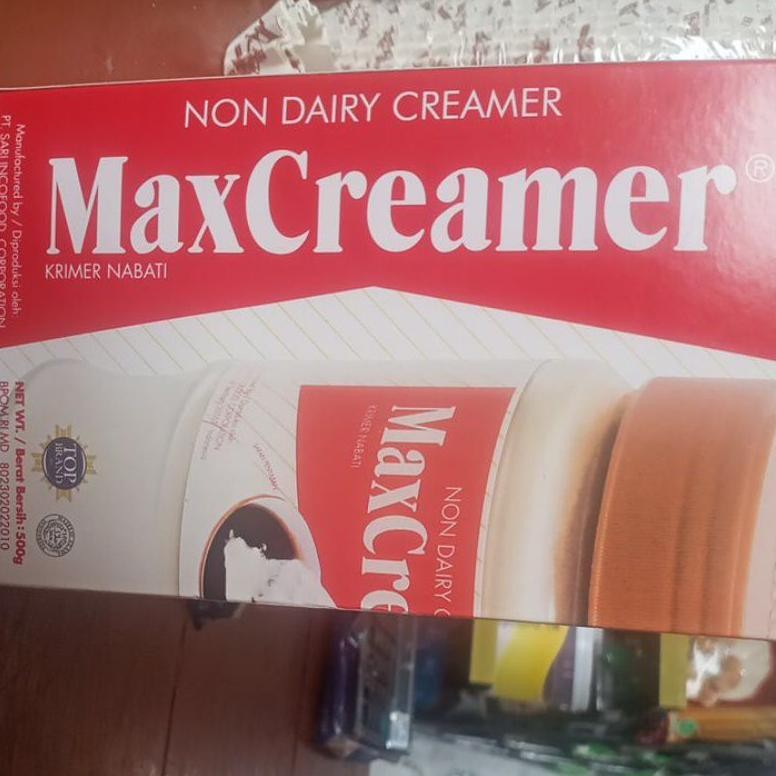 NON DAIRY CREAMER
MaxCreamer®
KRIMER NABATI
Manufactured by / Diproduksi oleh:
PT. SARI INCOFOOD CORPORATION
NET WT. / Berat Bersih : 500g
BPOM RI MD 802302022010
TOP
BRAND
NON DAIRY C
MaxCre
KRIMER NABATI